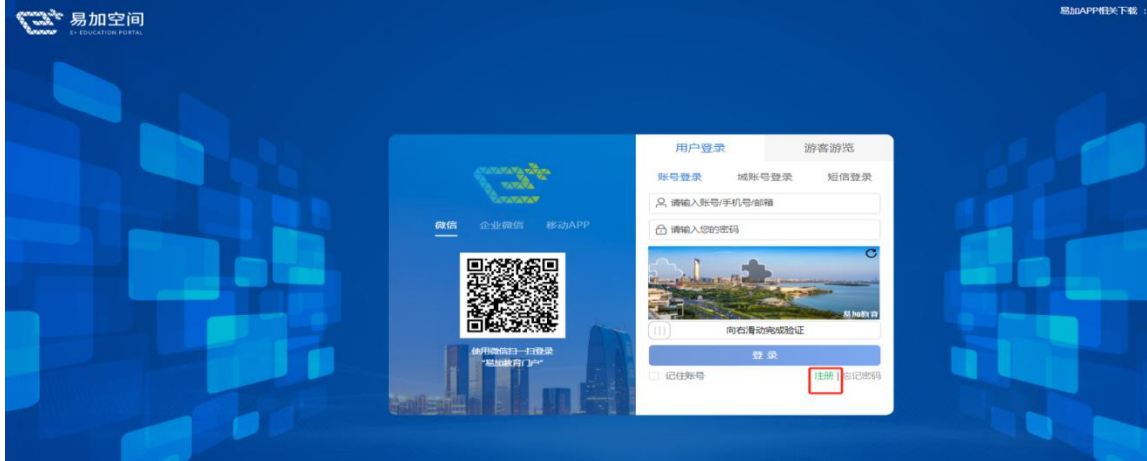 易加空间
E+ EDUCATION PORTAL
易加APP相关下载 :
用户登录
游客游览
账号登录
域账号登录
短信登录
请输入账号/手机号/邮箱
请输入您的密码
易加教育
向右滑动完成验证
登 录
记住账号
注册 | 忘记密码
微信
企业微信
移动APP
使用微信扫一扫登录
“易加教育门户”